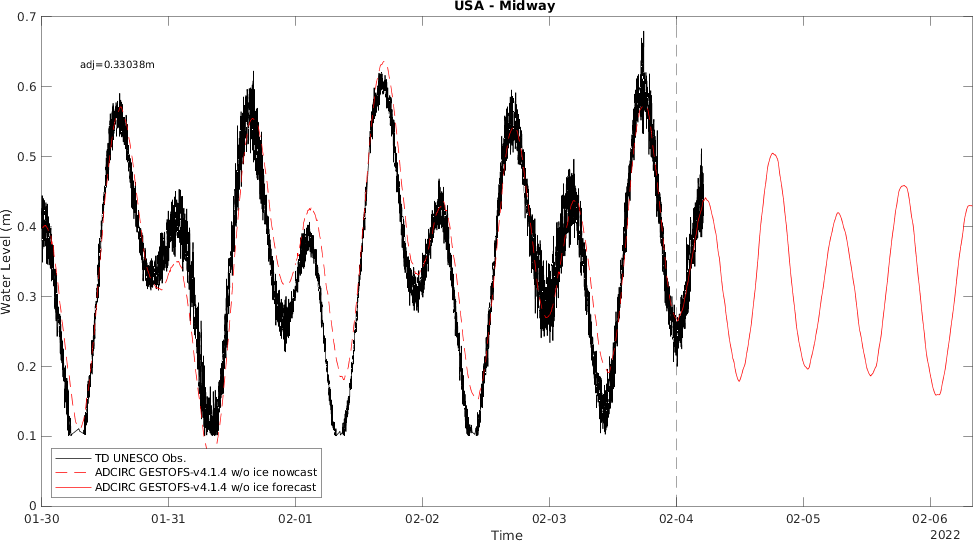 USA - Midway
adj=0.33038m
Water Level (m)
0.7
0.6
0.5
0.4
0.3
0.2
0.1
0
TD UNESCO Obs.
ADCIRC GESTOFS-v4.1.4 w/o ice nowcast
ADCIRC GESTOFS-v4.1.4 w/o ice forecast
01-30 01-31 02-01 02-02 02-03 02-04 02-05 02-06
Time
2022